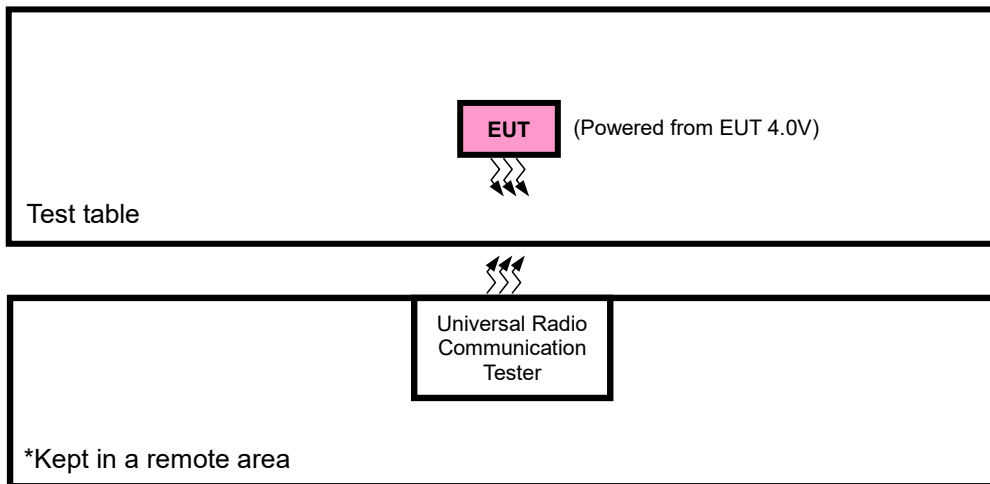 EUT
(Powered from EUT 4.0V)
Test table
Universal Radio
Communication
Tester
*Kept in a remote area